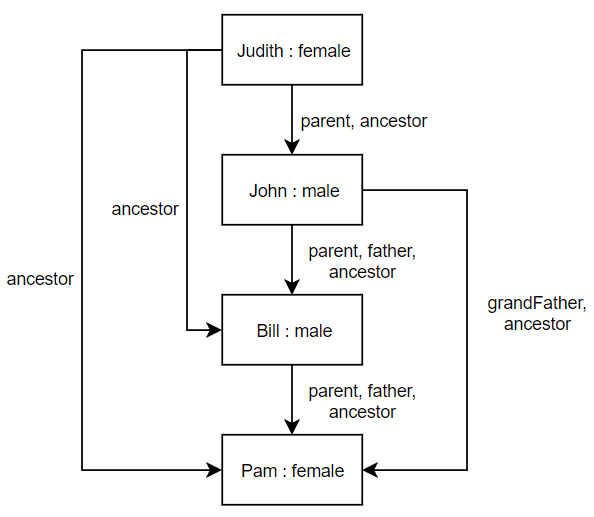 Judith : female
parent, ancestor
John : male
ancestor
parent, father,
ancestor
ancestor
grandFather,
ancestor
Bill : male
parent, father,
ancestor
Pam : female